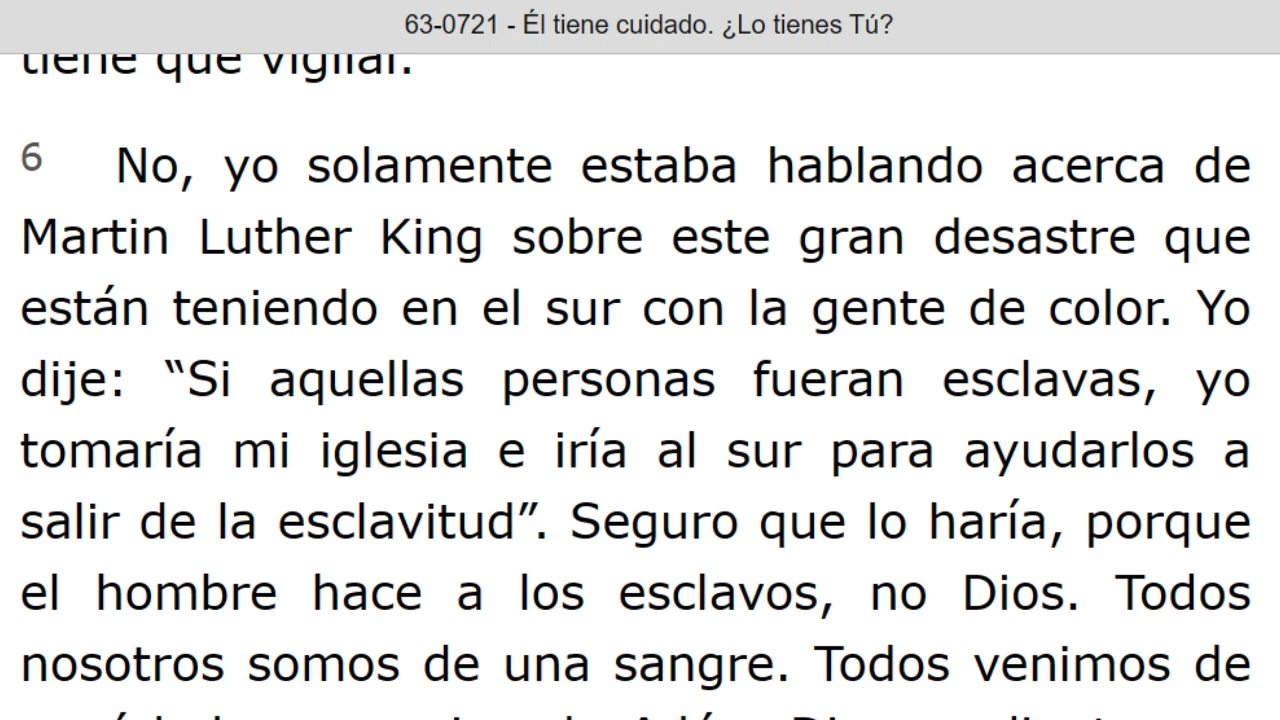 63-0721 - Él tiene cuidado. ¿Lo tienes Tú?
tiene que vigilar.
6 No, yo solamente estaba hablando acerca de
Martin Luther King sobre este gran desastre que
están teniendo en el sur con la gente de color. Yo
dije: “Si aquellas personas fueran esclavas, yo
tomaría mi iglesia e iría al sur para ayudarlos a
salir de la esclavitud”. Seguro que lo haría, porque
el hombre hace a los esclavos, no Dios. Todos
nosotros somos de una sangre. Todos venimos de